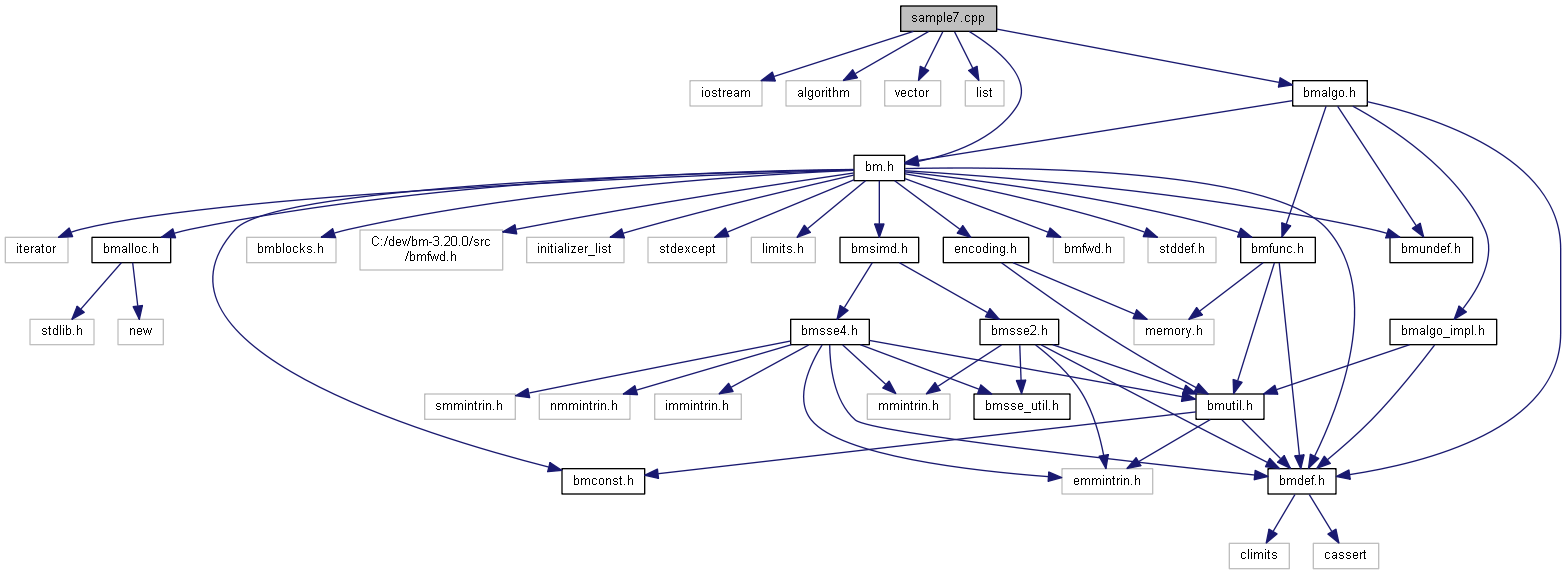 sample7.cpp
iostream
algorithm
vector
list
bmalgo.h
bm.h
iterator
bmalloc.h
bmblocks.h
C:/dev/bm-3.20.0/src
/bmfwd.h
initializer_list
stdexcept
limits.h
bmsimd.h
encoding.h
bmfwd.h
stddef.h
bmfunc.h
bmundef.h
stdlib.h
new
bmsse4.h
bmsse2.h
memory.h
bmalgo_impl.h
smmintrin.h
nmmintrin.h
immintrin.h
mmintrin.h
bmsse_util.h
bmutil.h
bmconst.h
emmintrin.h
bmdef.h
climits
cassert